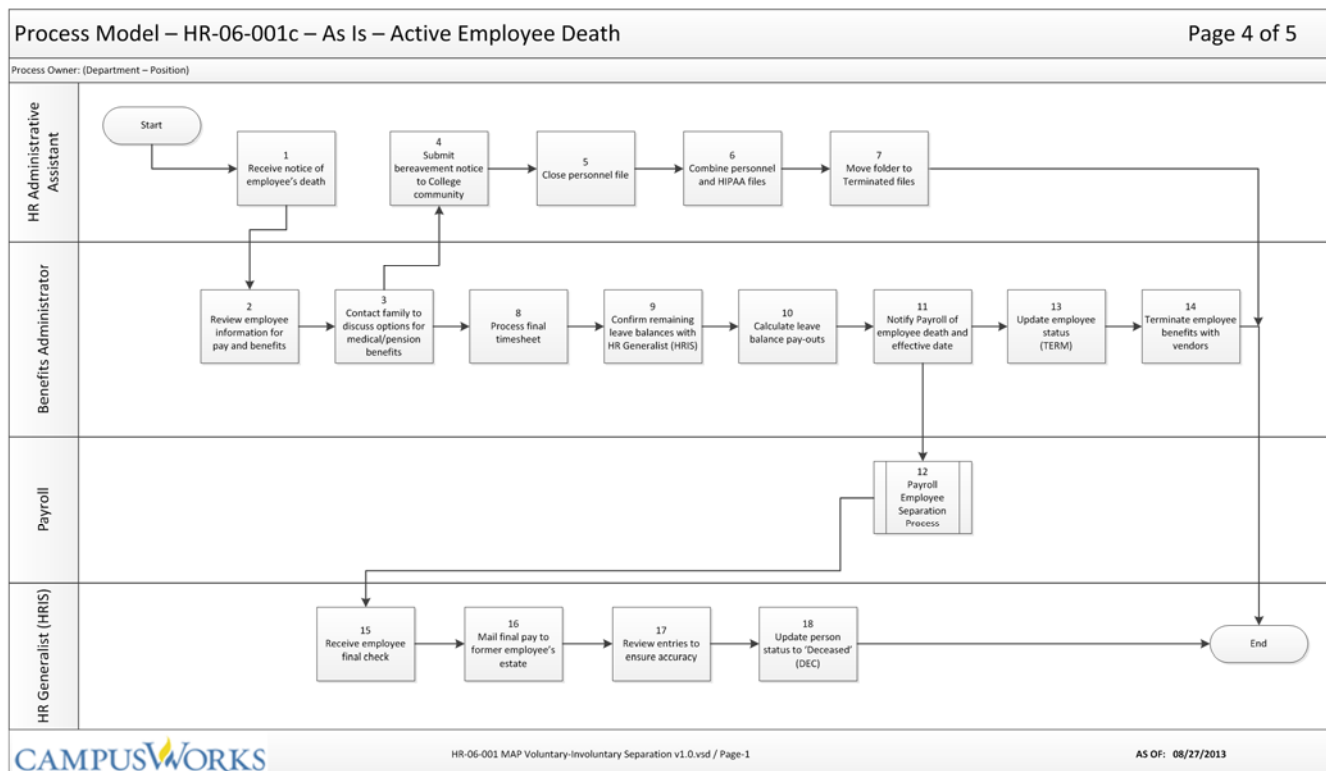 Process Model – HR-06-001c – As Is – Active Employee Death
Page 4 of 5
Process Owner: (Department – Position)
HR Administrative
Assistant
Start
1
Receive notice of
employee's death
4
Submit
bereavement notice
to College
community
5
Close personnel file
6
Combine personnel
and HIPAA files
7
Move folder to
Terminated files
Benefits Administrator
2
Review employee
information for
pay and benefits
3
Contact family to
discuss options for
medical/pension
benefits
8
Process final
timesheet
9
Confirm remaining
leave balances with
HR Generalist (HRIS)
10
Calculate leave
balance pay-outs
11
Notify Payroll of
employee death and
effective date
13
Update employee
status
(TERM)
14
Terminate employee
benefits with
vendors
Payroll
12
Payroll
Employee
Separation
Process
HR Generalist (HRIS)
15
Receive employee
final check
16
Mail final pay to
former employee's
estate
17
Review entries to
ensure accuracy
18
Update person
status to 'Deceased'
(DEC)
End
CAMPUSWORKS
HR-06-001 MAP Voluntary-Involuntary Separation v1.0.vsd / Page-1
AS OF: 08/27/2013